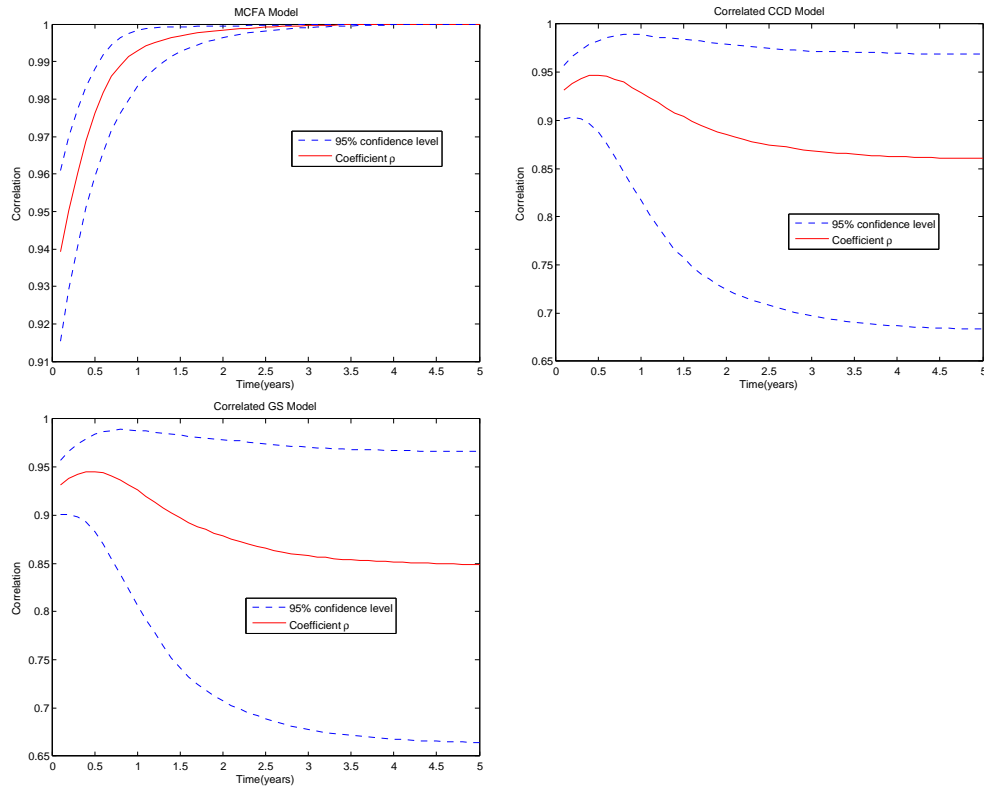 MCFA Model
1
0.99
0.98
0.97
0.96
0.95
0.94
0.93
0.92
0.91
Correlation
95% confidence level
Coefficient ρ
0.5 1 1.5 2 2.5 3 3.5 4 4.5 5
Time(years)
Correlated CCD Model
1
0.95
0.9
0.85
0.8
0.75
0.7
0.65
Correlation
95% confidence level
Coefficient ρ
0 0.5 1 1.5 2 2.5 3 3.5 4 4.5 5
Time(years)
Correlated GS Model
1
0.95
0.9
0.85
0.8
0.75
0.7
0.65
Correlation
95% confidence level
Coefficient ρ
0 0.5 1 1.5 2 2.5 3 3.5 4 4.5 5
Time(years)